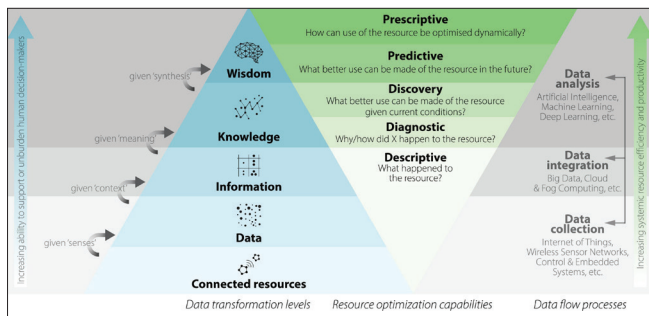 Increasing ability to support or unburden human decision-makers
given 'synthesis'
given 'meaning'
given 'context'
given 'senses'
Wisdom
Knowledge
Information
Data
Connected resources
Prescriptive
How can use of the resource be optimised dynamically?
Predictive
What better use can be made of the resource in the future?
Discovery
What better use can be made of the resource
given current conditions?
Diagnostic
Why/how did X happen to the resource?
Descriptive
What happened to
the resource?
Data
analysis
Artificial Intelligence,
Machine Learning,
Deep Learning, etc.
Data
integration
Big Data, Cloud
& Fog Computing, etc.
Data
collection
Internet of Things,
Wireless Sensor Networks,
Control & Embedded
Systems, etc.
Increasing systemic resource efficiency and productivity
Data transformation levels
Resource optimization capabilities
Data flow processes